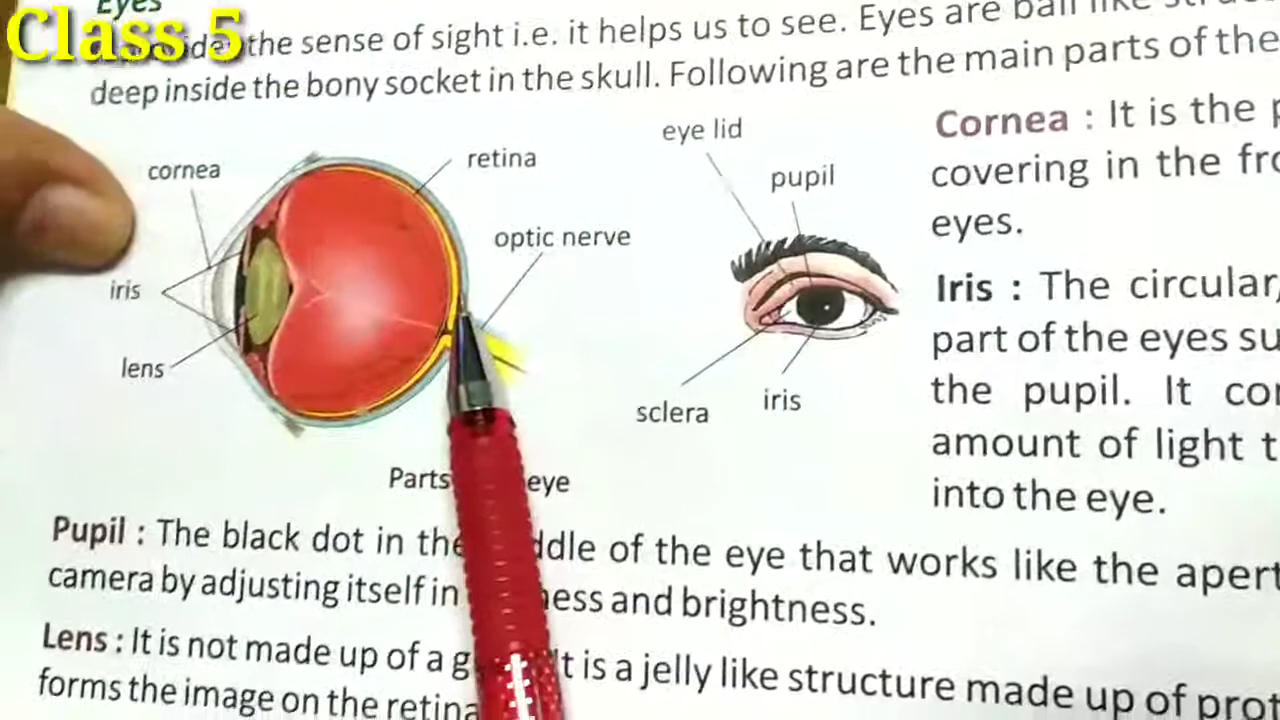 Eyes
Class 5
the sense of sight i.e. it helps us to see. Eyes are ball like
deep inside the bony socket in the skull. Following are the main parts of the
eye lid
Cornea : It is the
cornea
retina
pupil
covering in the
eyes.
optic nerve
iris
Iris : The circular,
part of the eyes
lens
the pupil. It
sclera
iris
amount of light
into the eye.
Parts eye
Pupil : The black dot in the of the eye that works like the
camera by adjusting itself in and brightness.
Lens : It is not made up of a It is a jelly like structure made up of
forms the image on the retina